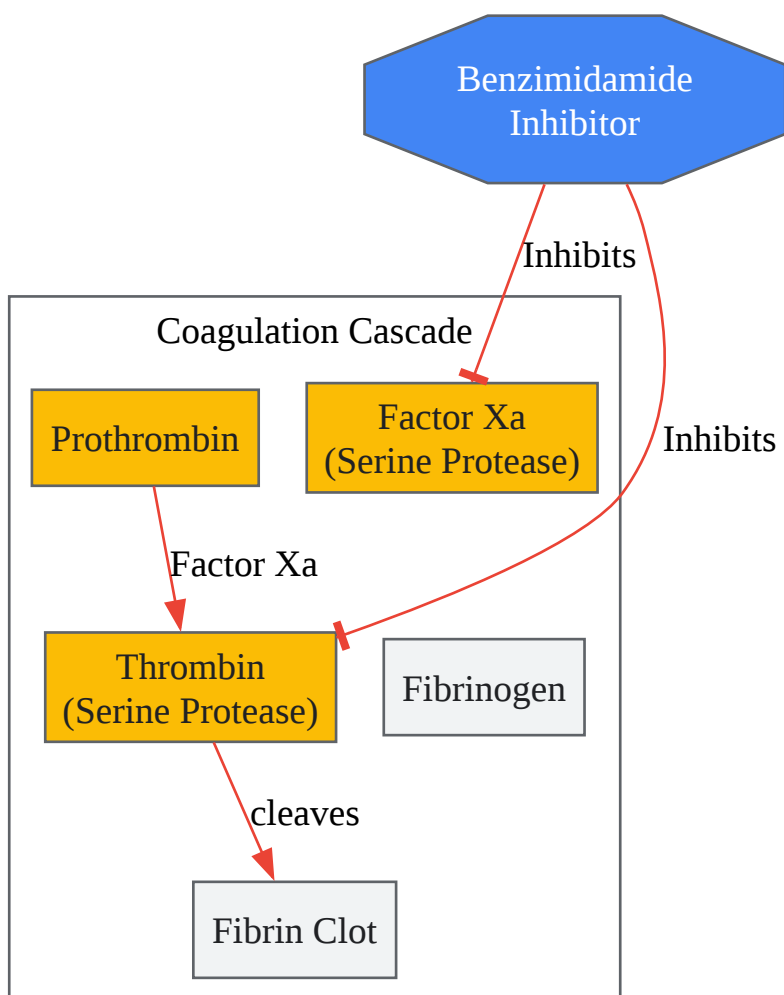 Benzimidamide
Inhibitor
Inhibits
Coagulation Cascade
Prothrombin
Factor Xa
(Serine Protease)
Inhibits
Factor Xa
Thrombin
(Serine Protease)
Fibrinogen
cleaves
Fibrin Clot